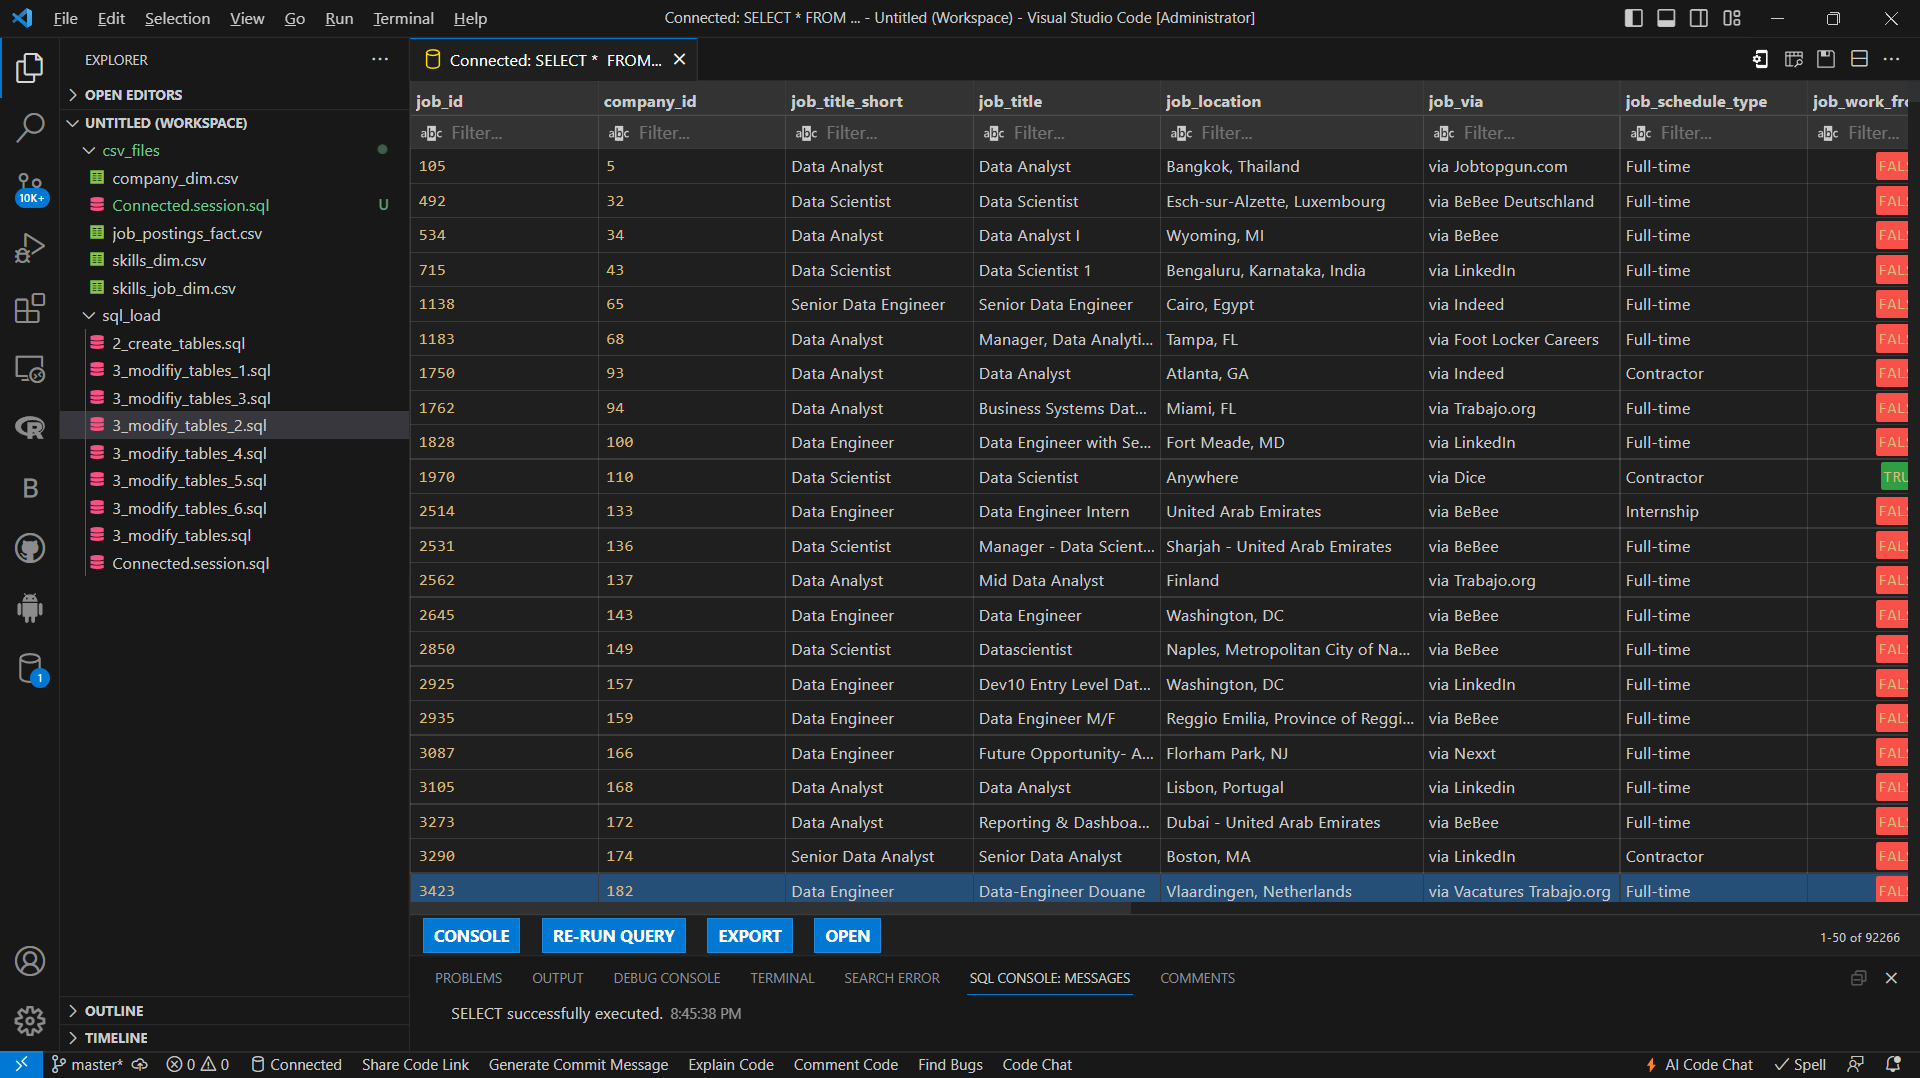 File Edit Selection View Go Run Terminal Help
Connected: SELECT * FROM ... - Untitled (Workspace) - Visual Studio Code [Administrator]
EXPLORER
OPEN EDITORS
UNTITLED (WORKSPACE)
csv_files
company_dim.csv
Connected.session.sql U
job_postings_fact.csv
skills_dim.csv
skills_job_dim.csv
sql_load
2_create_tables.sql
3_modifiy_tables_1.sql
3_modifiy_tables_3.sql
3_modify_tables_2.sql
3_modify_tables_4.sql
3_modify_tables_5.sql
3_modify_tables_6.sql
3_modify_tables.sql
Connected.session.sql
OUTLINE
TIMELINE
10K+
B
1
Connected: SELECT * FROM...
job_id company_id job_title_short job_title job_location job_via job_schedule_type job_work_fr
abc Filter... abc Filter... abc Filter... abc Filter... abc Filter... abc Filter... abc Filter... abc Filter...
105 5 Data Analyst Data Analyst Bangkok, Thailand via Jobtopgun.com Full-time FAL
492 32 Data Scientist Data Scientist Esch-sur-Alzette, Luxembourg via BeBee Deutschland Full-time FAL
534 34 Data Analyst Data Analyst I Wyoming, MI via BeBee Full-time FAL
715 43 Data Scientist Data Scientist 1 Bengaluru, Karnataka, India via LinkedIn Full-time FAL
1138 65 Senior Data Engineer Senior Data Engineer Cairo, Egypt via Indeed Full-time FAL
1183 68 Data Analyst Manager, Data Analyti... Tampa, FL via Foot Locker Careers Full-time FAL
1750 93 Data Analyst Data Analyst Atlanta, GA via Indeed Contractor FAL
1762 94 Data Analyst Business Systems Dat... Miami, FL via Trabajo.org Full-time FAL
1828 100 Data Engineer Data Engineer with Se... Fort Meade, MD via LinkedIn Full-time FAL
1970 110 Data Scientist Data Scientist Anywhere via Dice Contractor TRU
2514 133 Data Engineer Data Engineer Intern United Arab Emirates via BeBee Internship FAL
2531 136 Data Scientist Manager - Data Scient... Sharjah - United Arab Emirates via BeBee Full-time FAL
2562 137 Data Analyst Mid Data Analyst Finland via Trabajo.org Full-time FAL
2645 143 Data Engineer Data Engineer Washington, DC via BeBee Full-time FAL
2850 149 Data Scientist Datascientist Naples, Metropolitan City of Na... via BeBee Full-time FAL
2925 157 Data Engineer Dev10 Entry Level Dat... Washington, DC via LinkedIn Full-time FAL
2935 159 Data Engineer Data Engineer M/F Reggio Emilia, Province of Reggi... via BeBee Full-time FAL
3087 166 Data Engineer Future Opportunity- A... Florham Park, NJ via Nexxt Full-time FAL
3105 168 Data Analyst Data Analyst Lisbon, Portugal via Linkedin Full-time FAL
3273 172 Data Analyst Reporting & Dashboa... Dubai - United Arab Emirates via BeBee Full-time FAL
3290 174 Senior Data Analyst Senior Data Analyst Boston, MA via LinkedIn Contractor FAL
3423 182 Data Engineer Data-Engineer Douane Vlaardingen, Netherlands via Vacatures Trabajo.org Full-time FAL
CONSOLE RE-RUN QUERY EXPORT OPEN
1-50 of 92266
PROBLEMS OUTPUT DEBUG CONSOLE TERMINAL SEARCH ERROR SQL CONSOLE: MESSAGES COMMENTS
SELECT successfully executed. 8:45:38 PM
master* 0 0 Connected Share Code Link Generate Commit Message Explain Code Comment Code Find Bugs Code Chat AI Code Chat Spell